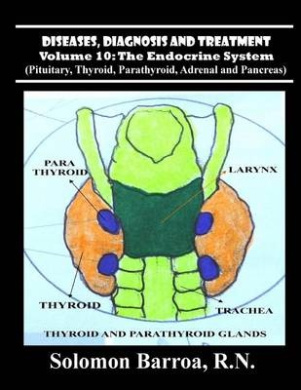 DISEASES, DIAGNOSIS AND TREATMENT
Volume 10: The Endocrine System
(Pituitary, Thyroid, Parathyroid, Adrenal and Pancreas)
PARA
THYROID
LARYNX
THYROID
TRACHEA
THYROID AND PARATHYROID GLANDS
Solomon Barroa, R.N.